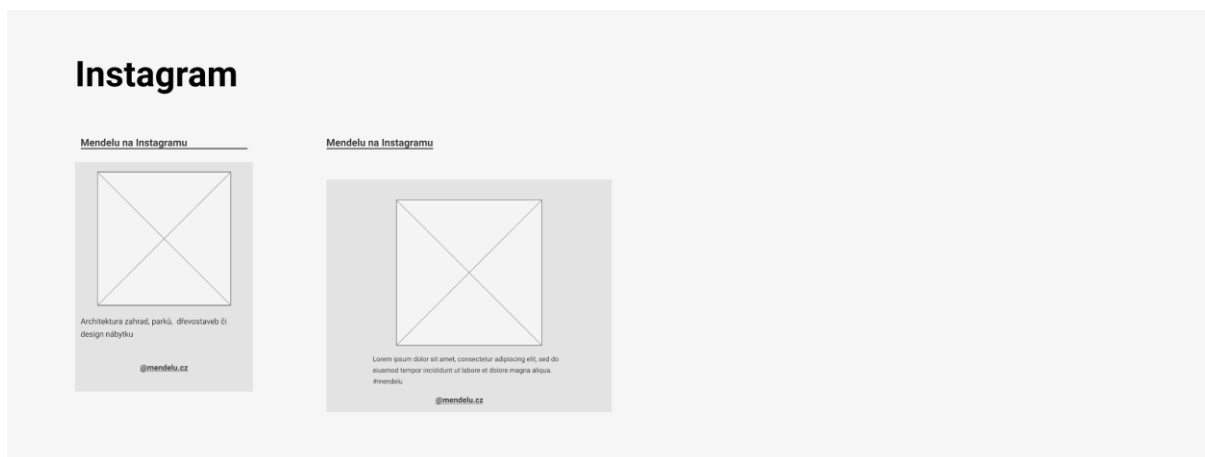 Instagram
Mendelu na Instagramu
Architektura zahrad, parků, dřevostaveb či
design nábytku
@mendelu.cz
Mendelu na Instagramu
Lorem ipsum dolor sit amet, consectetur adipiscing elit, sed do
eiusmod tempor incididunt ut labore et dolore magna aliqua.
#mendelu
@mendelu.cz